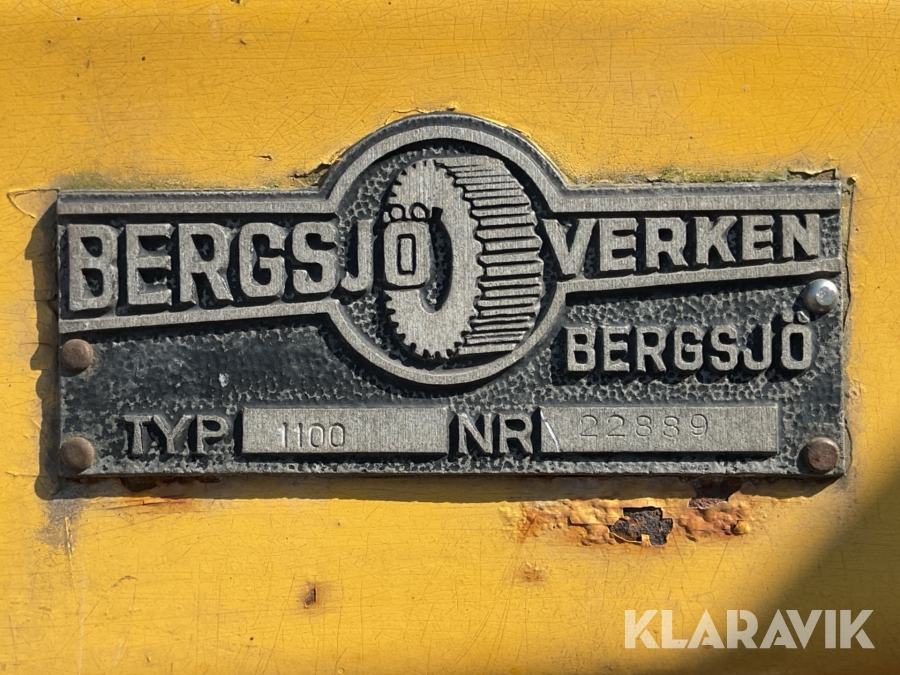 BERGSJÖ VERKEN
BERGSJÖ
TYP 1100 NR 22889
KLARAVIK